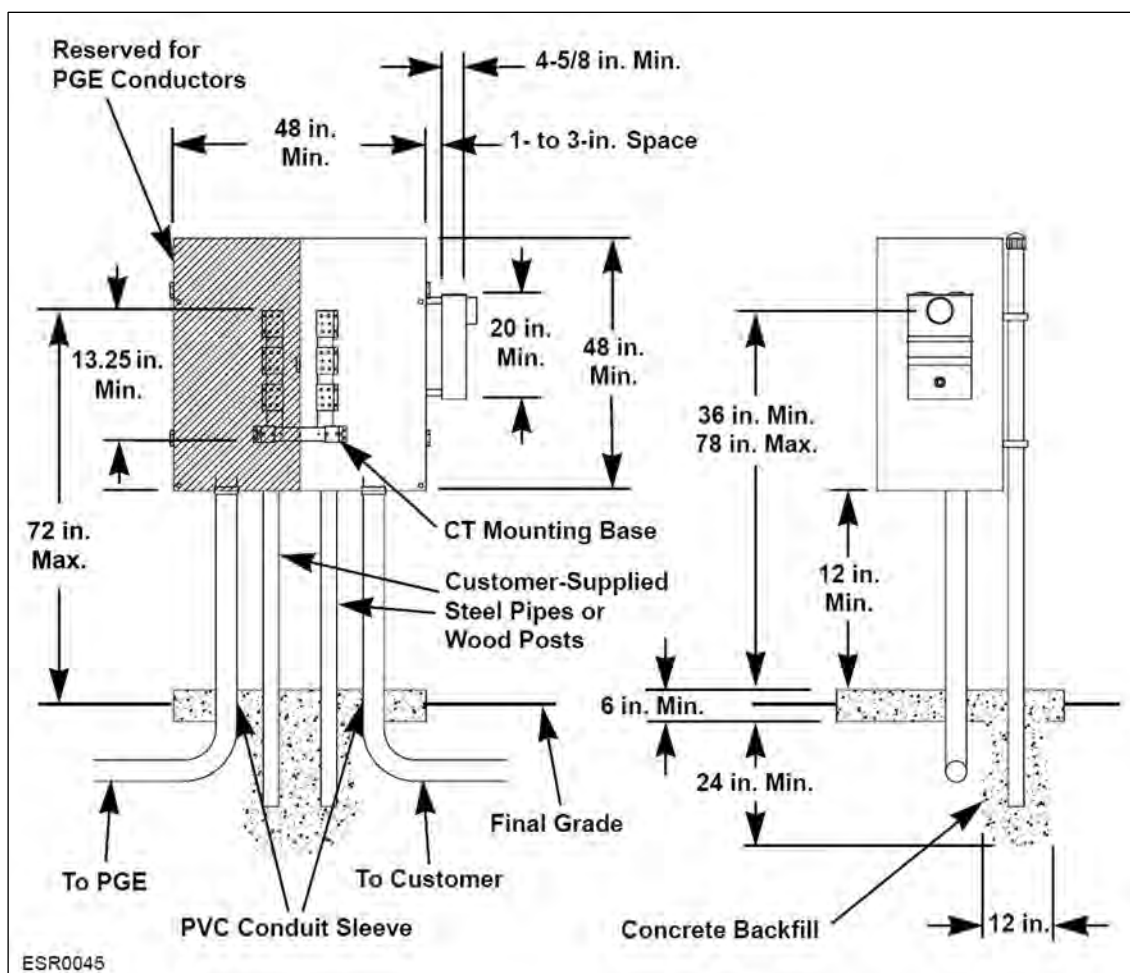 Reserved for
PGE Conductors
48 in.
Min.
4-5/8 in. Min.
1- to 3-in. Space
13.25 in.
Min.
20 in.
Min.
48 in.
Min.
72 in.
Max.
CT Mounting Base
Customer-Supplied
Steel Pipes or
Wood Posts
36 in. Min.
78 in. Max.
12 in.
Min.
6 in. Min.
24 in. Min.
Final Grade
To PGE
To Customer
PVC Conduit Sleeve
Concrete Backfill
12 in.
ESR0045